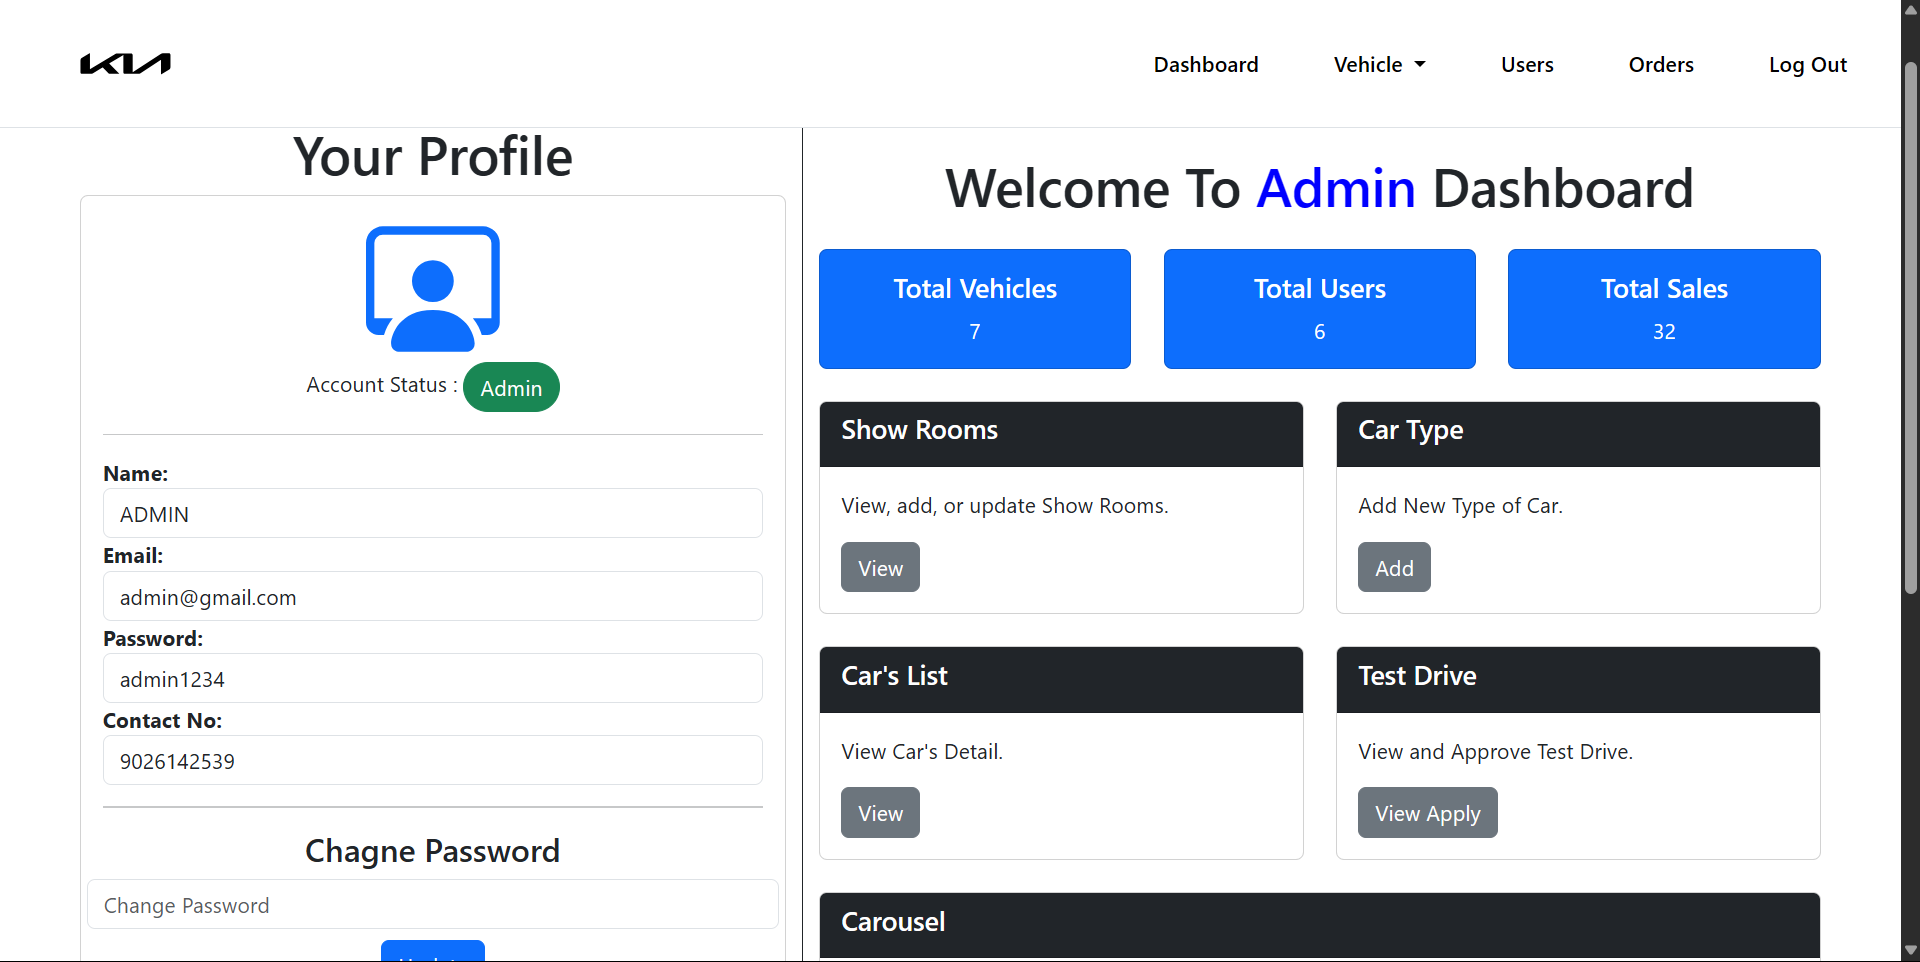 KIA
Dashboard
Vehicle
Users
Orders
Log Out
Your Profile
Account Status : Admin
Name:
ADMIN
Email:
admin@gmail.com
Password:
admin1234
Contact No:
9026142539
Chagne Password
Change Password
Welcome To Admin Dashboard
Total Vehicles
7
Total Users
6
Total Sales
32
Show Rooms
View, add, or update Show Rooms.
View
Car Type
Add New Type of Car.
Add
Car's List
View Car's Detail.
View
Test Drive
View and Approve Test Drive.
View Apply
Carousel